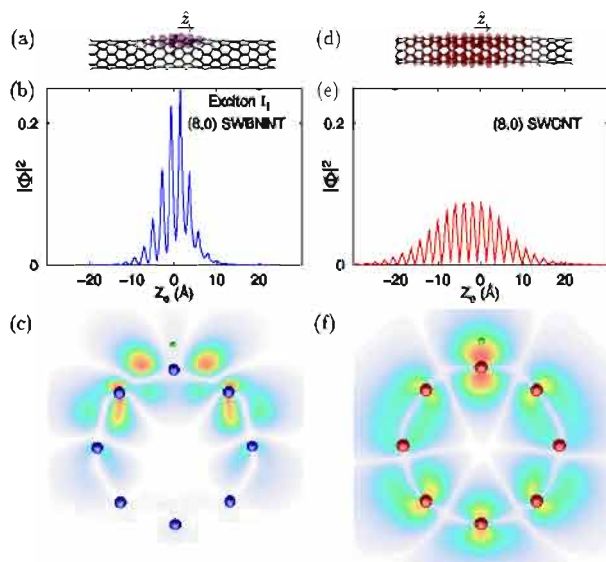 (a)
ẑ
(d)
ẑ
(b)
0.2
Exciton I₁
(8,0) SWBNNT
|Φ|²
0
−20 −10 0 10 20
Zₑ (Å)
(e)
0.2
(8,0) SWCNT
|Φ|²
0
−20 −10 0 10 20
Zₑ (Å)
(c)
(f)